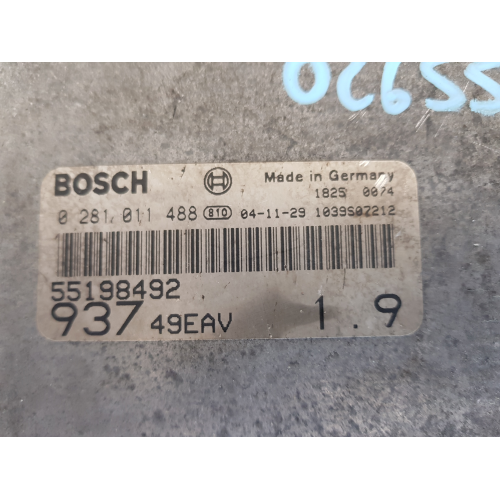 55920
BOSCH Made in Germany
1825 0074
0 281 011 488 810 04-11-29 1039S07212
55198492
937 49EAV 1.9